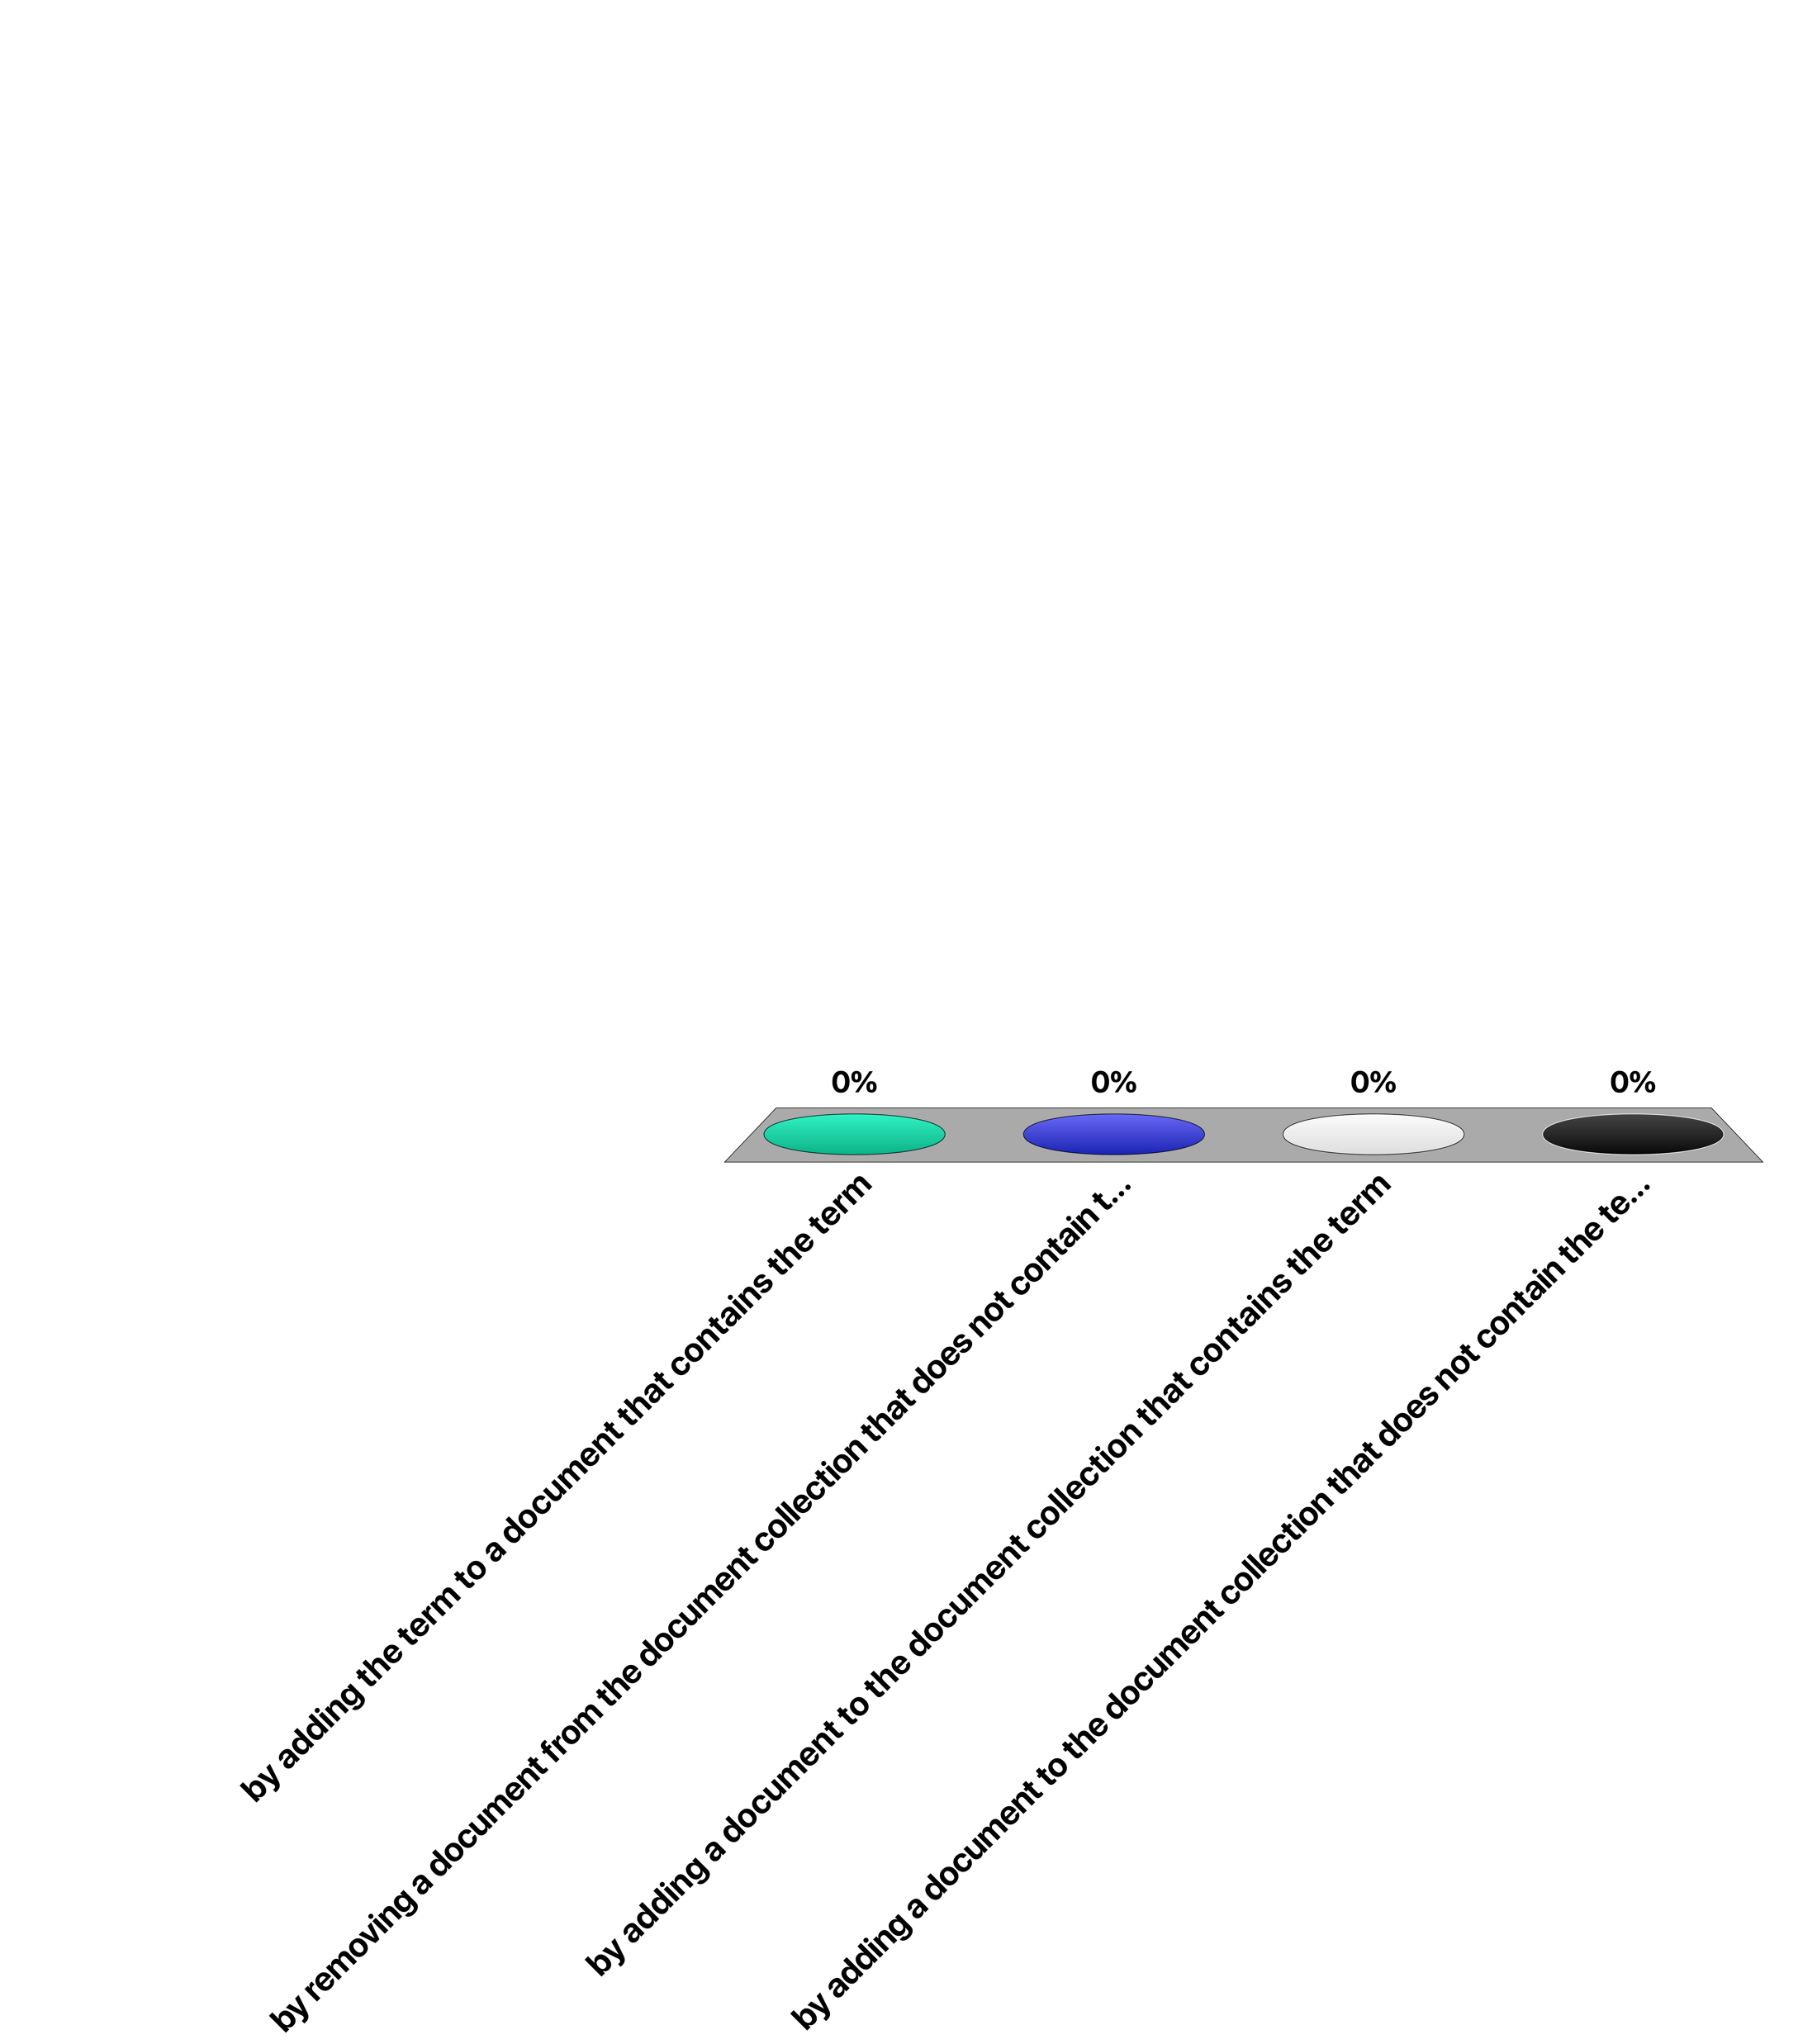 0%
0%
0%
0%
by adding the term to a document that contains the term
by removing a document from the document collection that does not contain t...
by adding a document to the document collection that contains the term
by adding a document to the document collection that does not contain the te...